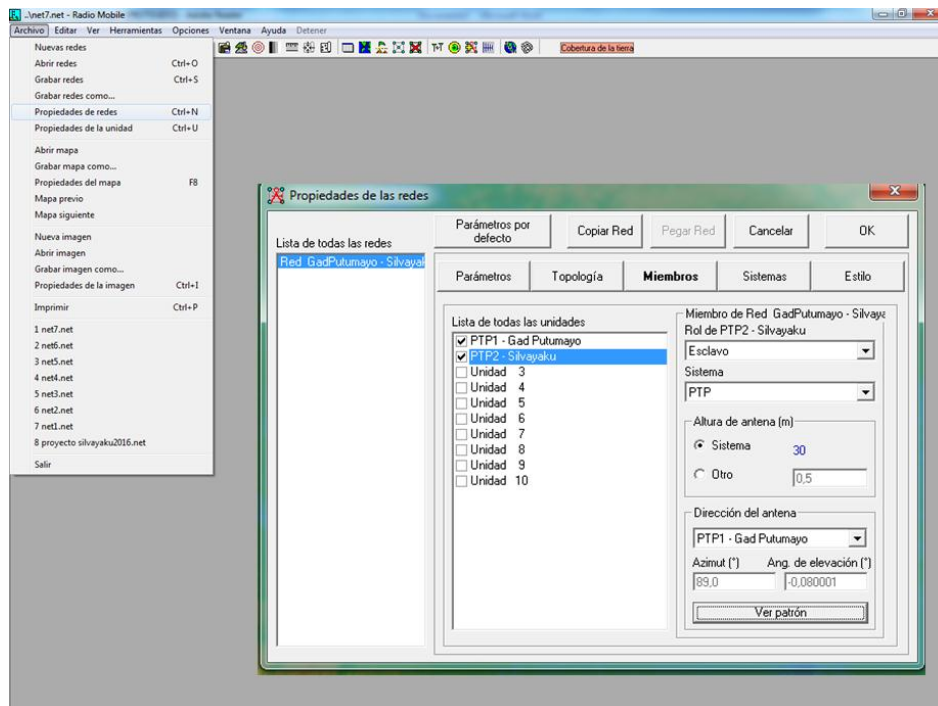 ..\net7.net - Radio Mobile
Archivo Editar Ver Herramientas Opciones Ventana Ayuda Detener
Cobertura de la tierra
Nuevas redes
Abrir redes Ctrl+O
Grabar redes Ctrl+S
Grabar redes como...
Propiedades de redes Ctrl+N
Propiedades de la unidad Ctrl+U
Abrir mapa
Grabar mapa como...
Propiedades del mapa F8
Mapa previo
Mapa siguiente
Nueva imagen
Abrir imagen
Grabar imagen como...
Propiedades de la imagen Ctrl+I
Imprimir Ctrl+P
1 net7.net
2 net6.net
3 net5.net
4 net4.net
5 net3.net
6 net2.net
7 net1.net
8 proyecto silvayaku2016.net
Salir
Propiedades de las redes
Lista de todas las redes
Red GadPutumayo - Silvayak
Parámetros por defecto
Copiar Red
Pegar Red
Cancelar
OK
Parámetros
Topología
Miembros
Sistemas
Estilo
Lista de todas las unidades
PTP1 - Gad Putumayo
PTP2 - Silvayaku
Unidad 3
Unidad 4
Unidad 5
Unidad 6
Unidad 7
Unidad 8
Unidad 9
Unidad 10
Miembro de Red GadPutumayo - Silvaya
Rol de PTP2 - Silvayaku
Esclavo
Sistema
PTP
Altura de antena (m)
Sistema 30
Otro 0,5
Dirección del antena
PTP1 - Gad Putumayo
Azimut (°) Ang. de elevación (°)
89,0 -0,080001
Ver patrón